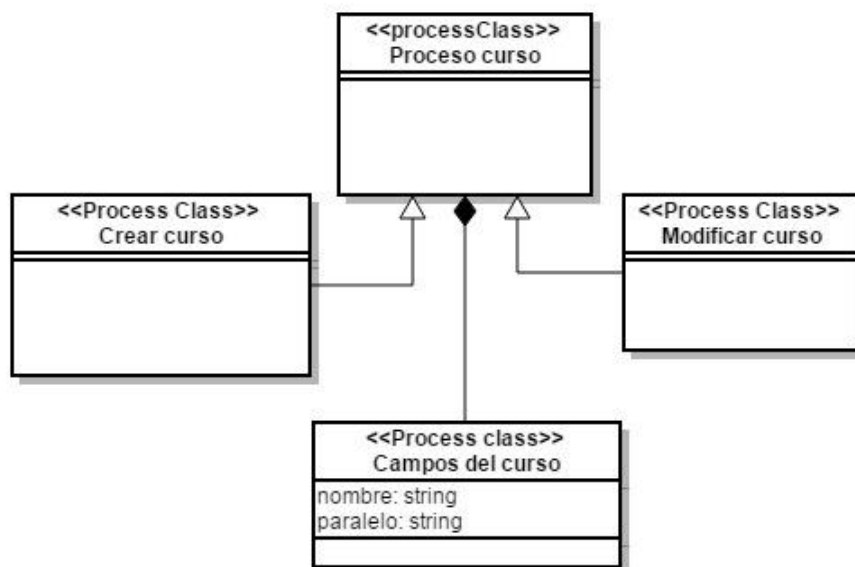 <<processClass>>
Proceso curso
<<Process Class>>
Crear curso
<<Process Class>>
Modificar curso
<<Process class>>
Campos del curso
nombre: string
paralelo: string